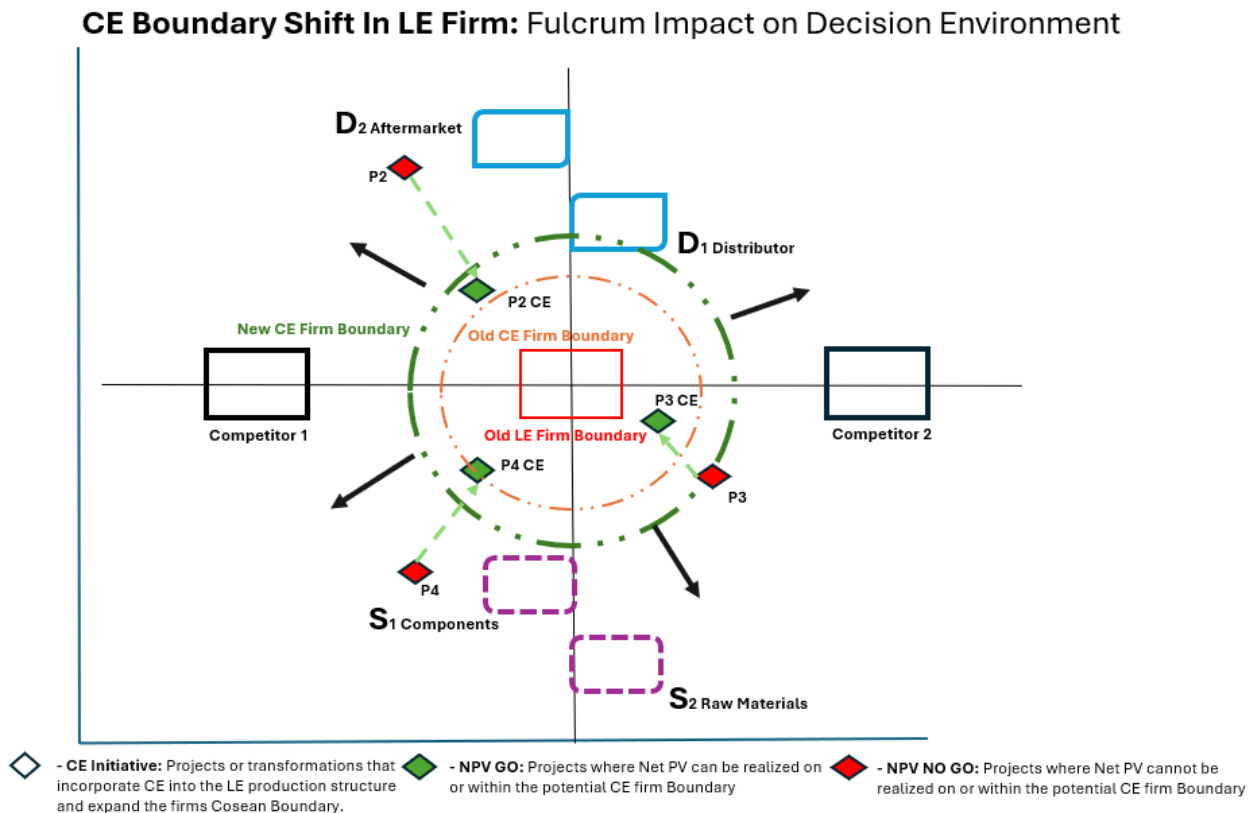 CE Boundary Shift In LE Firm: Fulcrum Impact on Decision Environment
D2 Aftermarket
P2
D1 Distributor
P2 CE
New CE Firm Boundary
Old CE Firm Boundary
P3 CE
Competitor 1
Old LE Firm Boundary
Competitor 2
P4 CE
P3
P4
S1 Components
S2 Raw Materials
- CE Initiative: Projects or transformations that
incorporate CE into the LE production structure
and expand the firms Cosean Boundary.
- NPV GO: Projects where Net PV can be realized on
or within the potential CE firm Boundary
- NPV NO GO: Projects where Net PV cannot be
realized on or within the potential CE firm Boundary